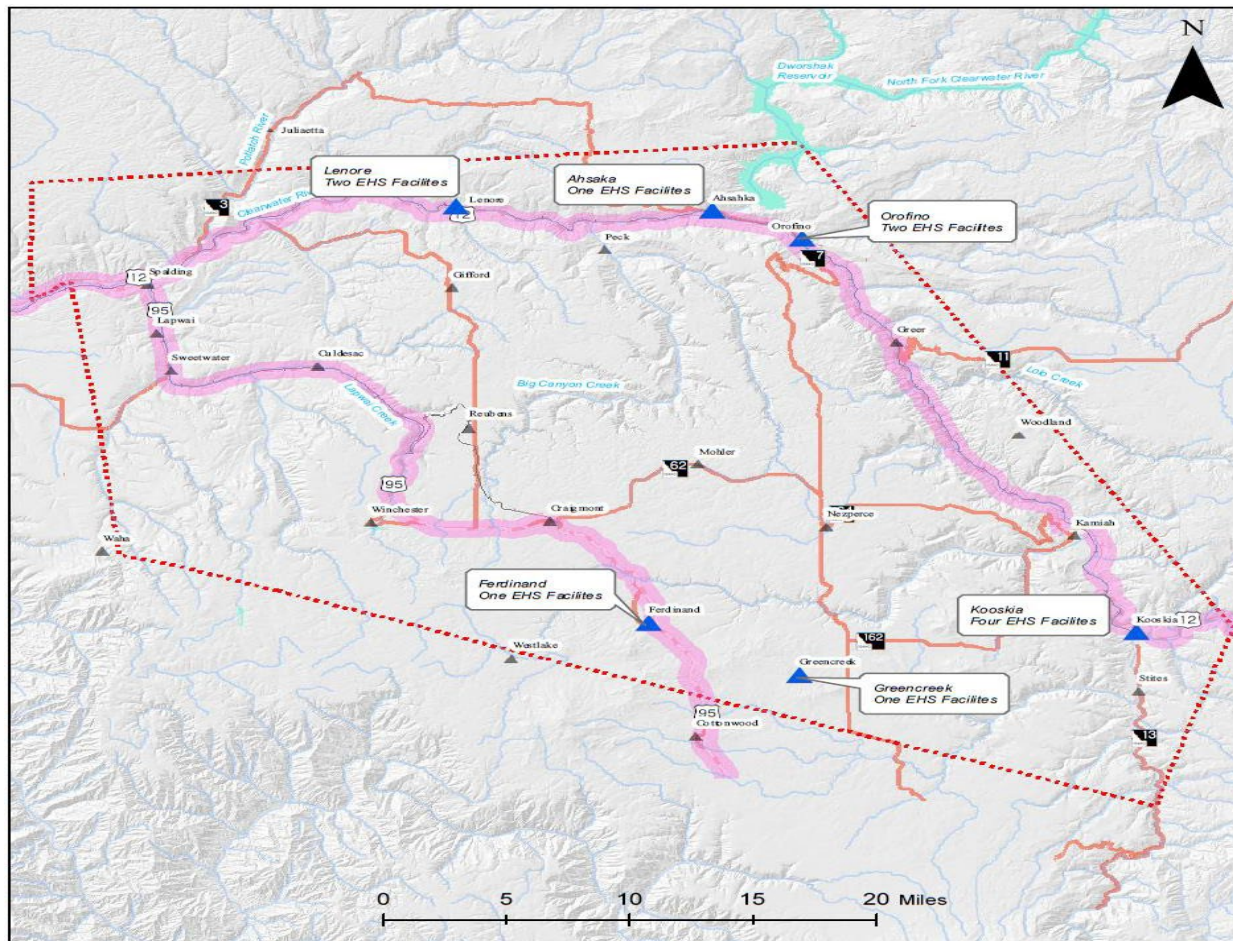 N
Dworshak
Reservoir
North Fork Clearwater River
Juliaetta
Potlatch River
Lenore
Two EHS Facilites
Ahsaka
One EHS Facilites
3
Clearwater River
Lenore
12
Ahsahka
Orofino
Two EHS Facilites
Orofino
Peck
7
Spalding
12
Gifford
95
Lapwai
Greer
11
Lolo Creek
Sweetwater
Culdesac
Lapwai Creek
Big Canyon Creek
Reubens
Woodland
62
Mohler
95
Winchester
Craigmont
Nezperce
Kamiah
Waha
Ferdinand
One EHS Facilites
Ferdinand
Kooskia
Four EHS Facilites
Kooskia
12
162
Westlake
Greencreek
Greencreek
One EHS Facilites
Stites
95
Cottonwood
13
0 5 10 15 20 Miles